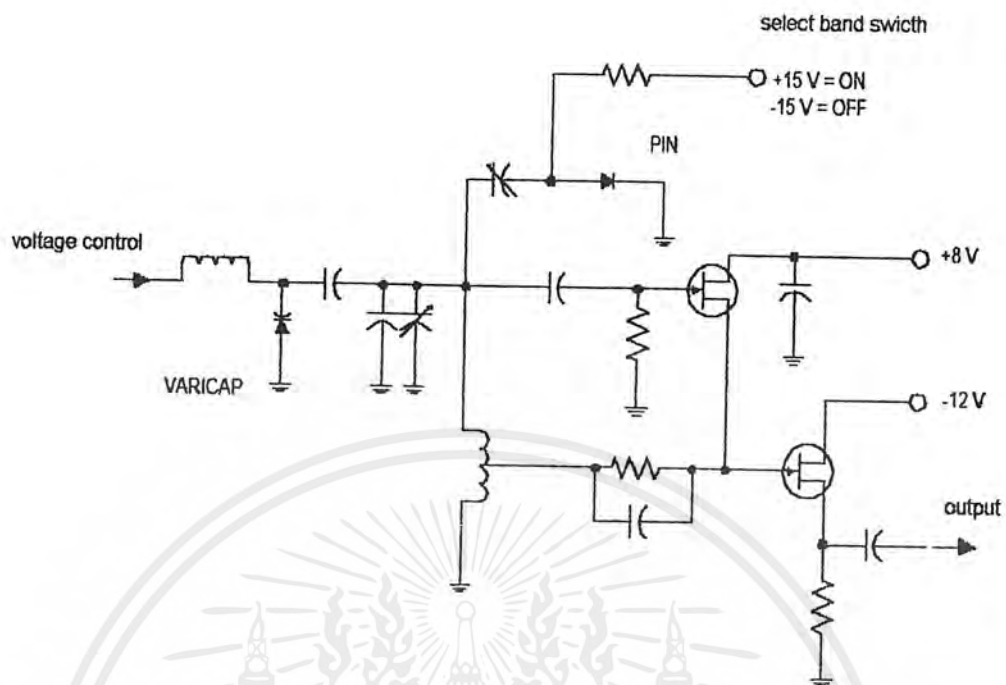 select band swicth
+15 V = ON
-15 V = OFF
PIN
voltage control
+8 V
VARICAP
-12 V
output